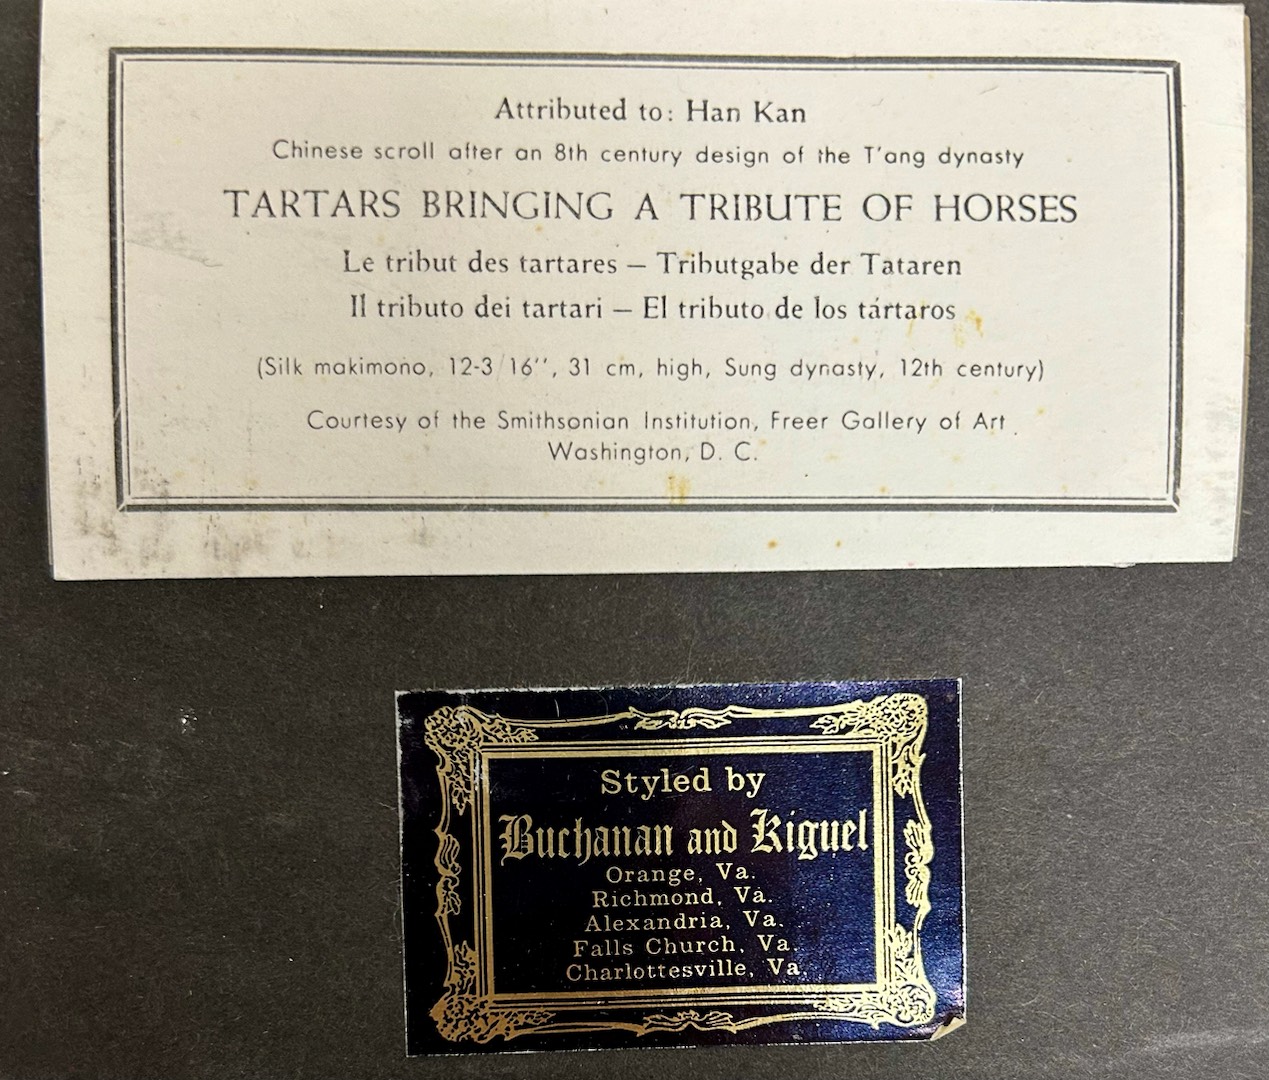 Attributed to: Han Kan
Chinese scroll after an 8th century design of the T'ang dynasty
TARTARS BRINGING A TRIBUTE OF HORSES
Le tribut des tartares – Tributgabe der Tataren
Il tributo dei tartari – El tributo de los tártaros
(Silk makimono, 12-3/16'', 31 cm, high, Sung dynasty, 12th century)
Courtesy of the Smithsonian Institution, Freer Gallery of Art
Washington, D. C.
Styled by
Buchanan and Kiguel
Orange, Va.
Richmond, Va.
Alexandria, Va.
Falls Church, Va.
Charlottesville, Va.